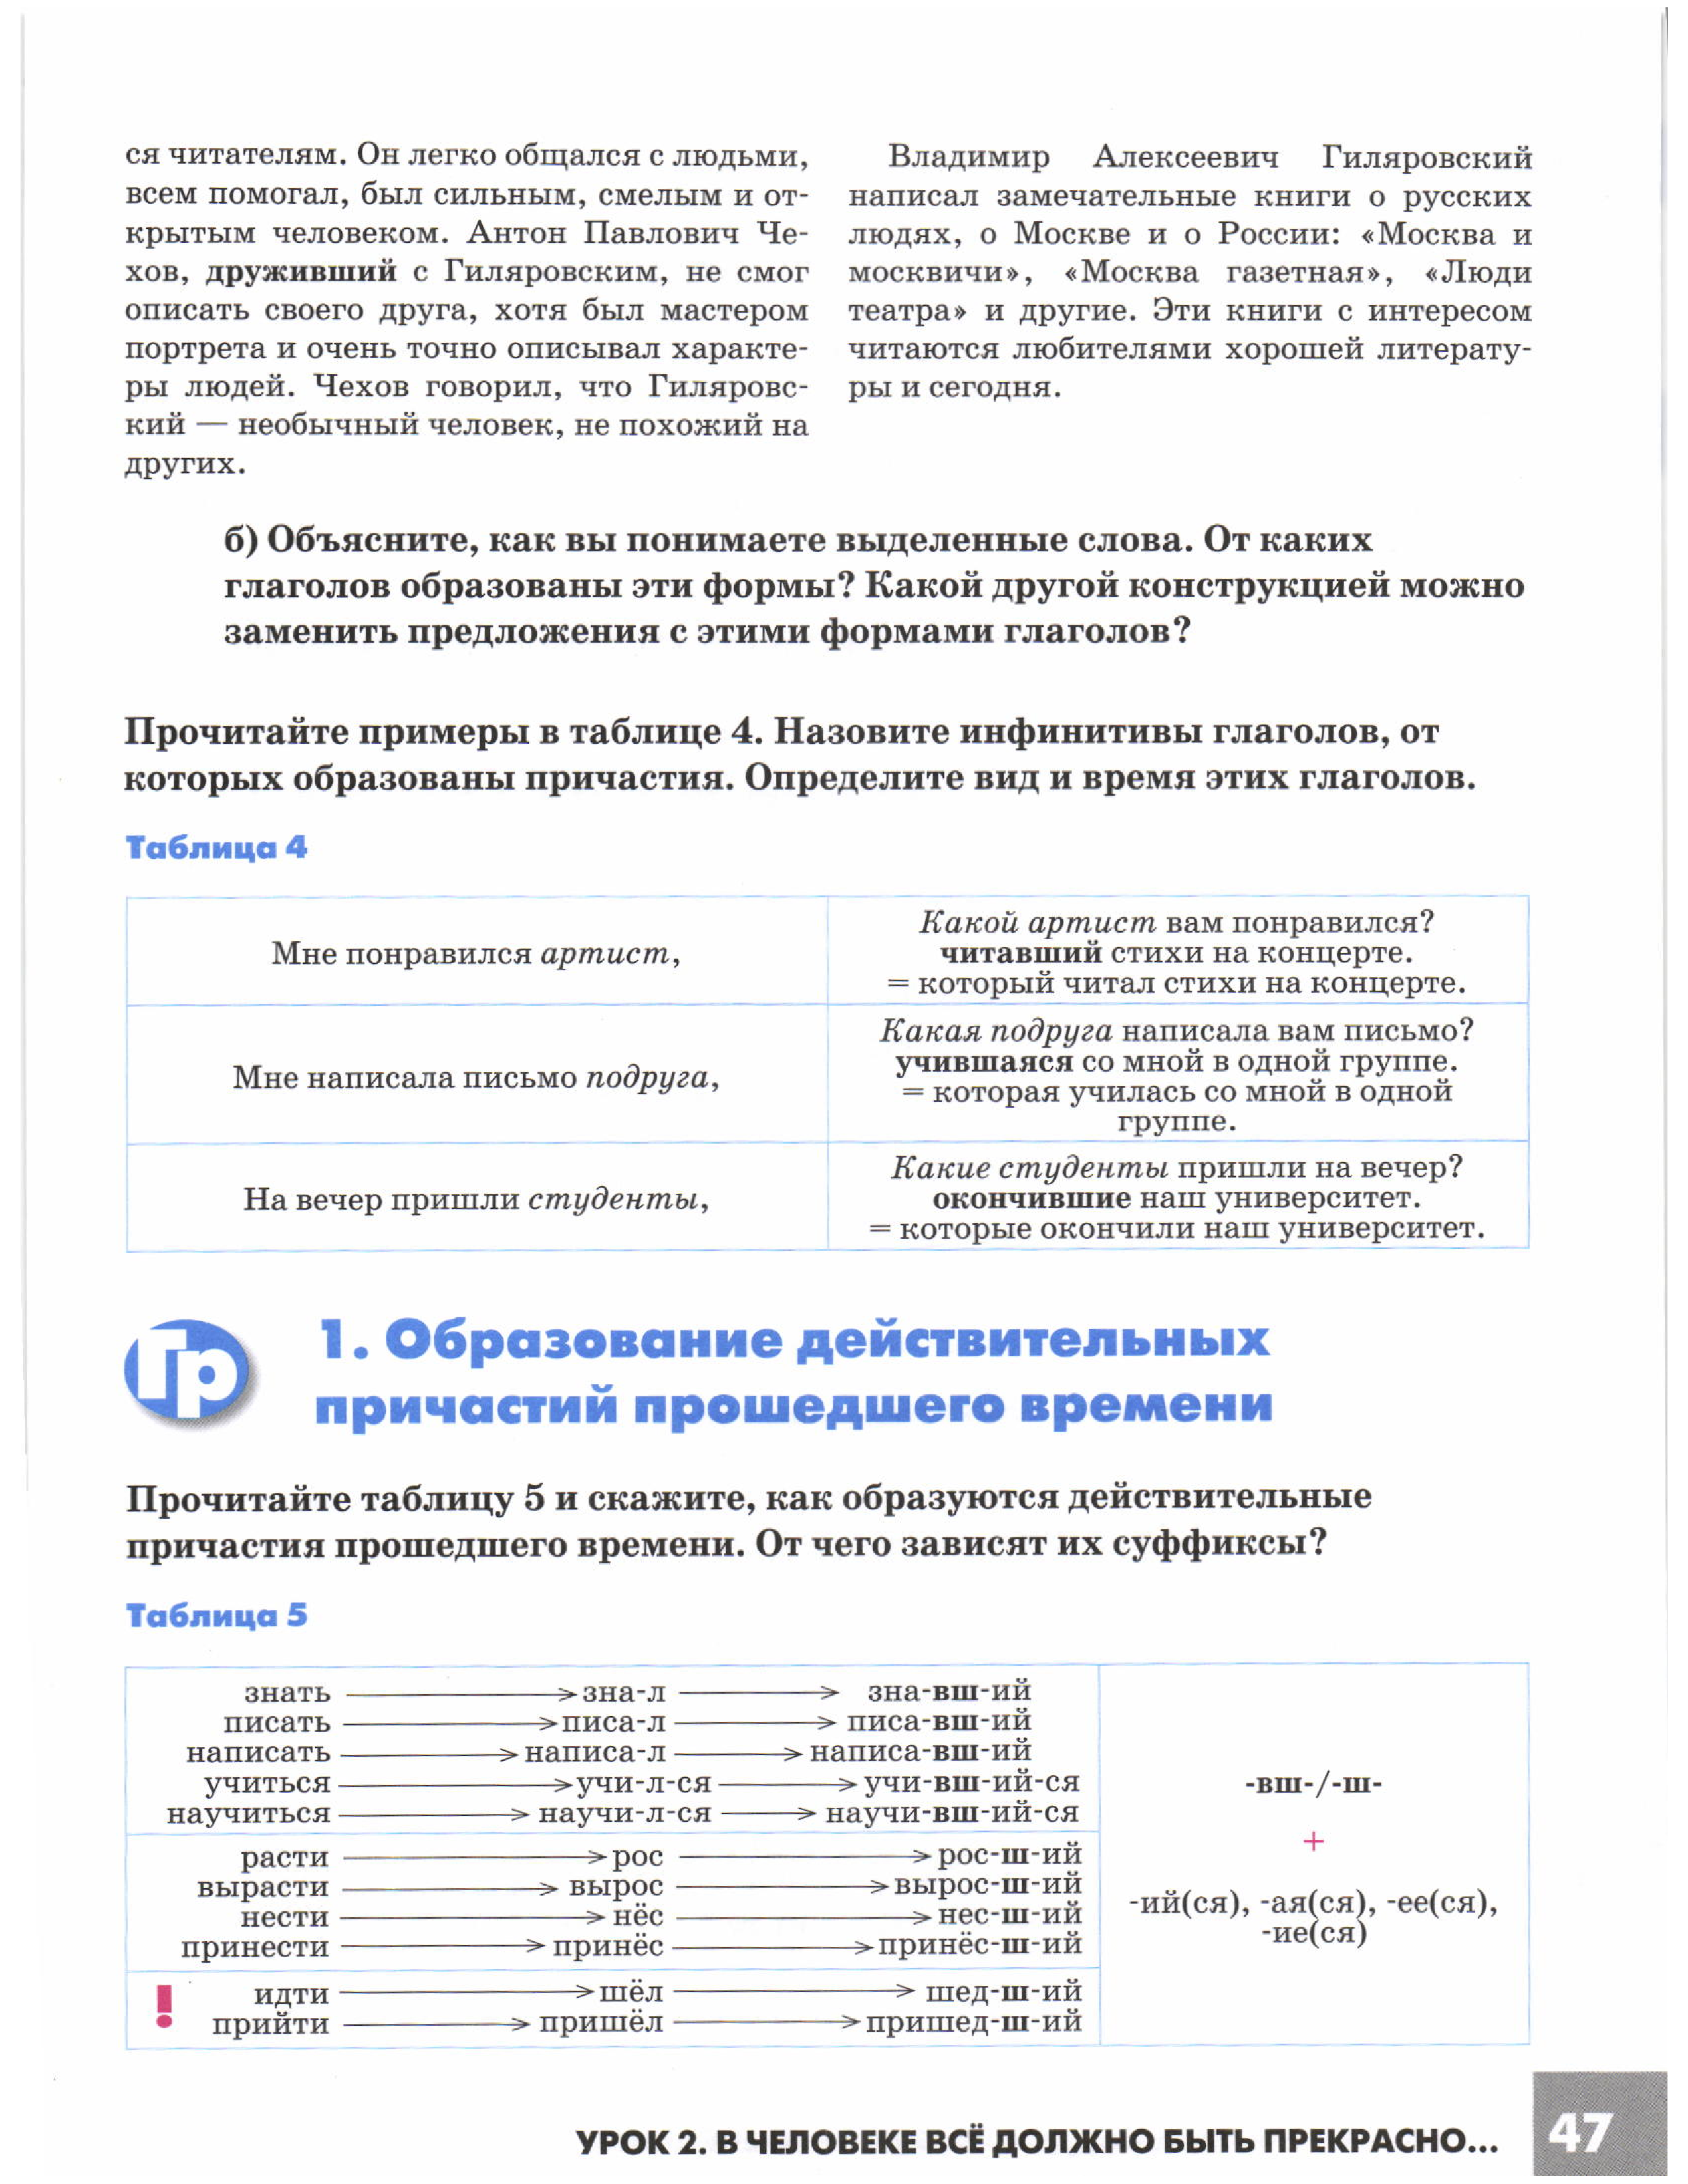 ся читателям. Он легко общался с людьми,
всем помогал, был сильным, смелым и от-
крытым человеком. Антон Павлович Че-
хов, друживший с Гиляровским, не смог
описать своего друга, хотя был мастером
портрета и очень точно описывал характе-
ры людей. Чехов говорил, что Гиляровс-
кий — необычный человек, не похожий на
других.
Владимир Алексеевич Гиляровский
написал замечательные книги о русских
людях, о Москве и о России: «Москва и
москвичи», «Москва газетная», «Люди
театра» и другие. Эти книги с интересом
читаются любителями хорошей литерату-
ры и сегодня.
б) Объясните, как вы понимаете выделенные слова. От каких
глаголов образованы эти формы? Какой другой конструкцией можно
заменить предложения с этими формами глаголов?
Прочитайте примеры в таблице 4. Назовите инфинитивы глаголов, от
которых образованы причастия. Определите вид и время этих глаголов.
Таблица 4
Мне понравился артист,
Какой артист вам понравился?
читавший стихи на концерте.
= который читал стихи на концерте.
Мне написала письмо подруга,
Какая подруга написала вам письмо?
учившаяся со мной в одной группе.
= которая училась со мной в одной
группе.
На вечер пришли студенты,
Какие студенты пришли на вечер?
окончившие наш университет.
= которые окончили наш университет.
Гр
1. Образование действительных
причастий прошедшего времени
Прочитайте таблицу 5 и скажите, как образуются действительные
причастия прошедшего времени. От чего зависят их суффиксы?
Таблица 5
знать → зна-л → зна-вш-ий
писать → писа-л → писа-вш-ий
написать → написа-л → написа-вш-ий
учиться → учи-л-ся → учи-вш-ий-ся
научиться → научи-л-ся → научи-вш-ий-ся
расти → рос → рос-ш-ий
вырасти → вырос → вырос-ш-ий
нести → нёс → нес-ш-ий
принести → принёс → принёс-ш-ий
! идти → шёл → шед-ш-ий
прийти → пришёл → пришед-ш-ий
-вш-/-ш-
+
-ий(ся), -ая(ся), -ее(ся),
-ие(ся)
УРОК 2. В ЧЕЛОВЕКЕ ВСЁ ДОЛЖНО БЫТЬ ПРЕКРАСНО...
47